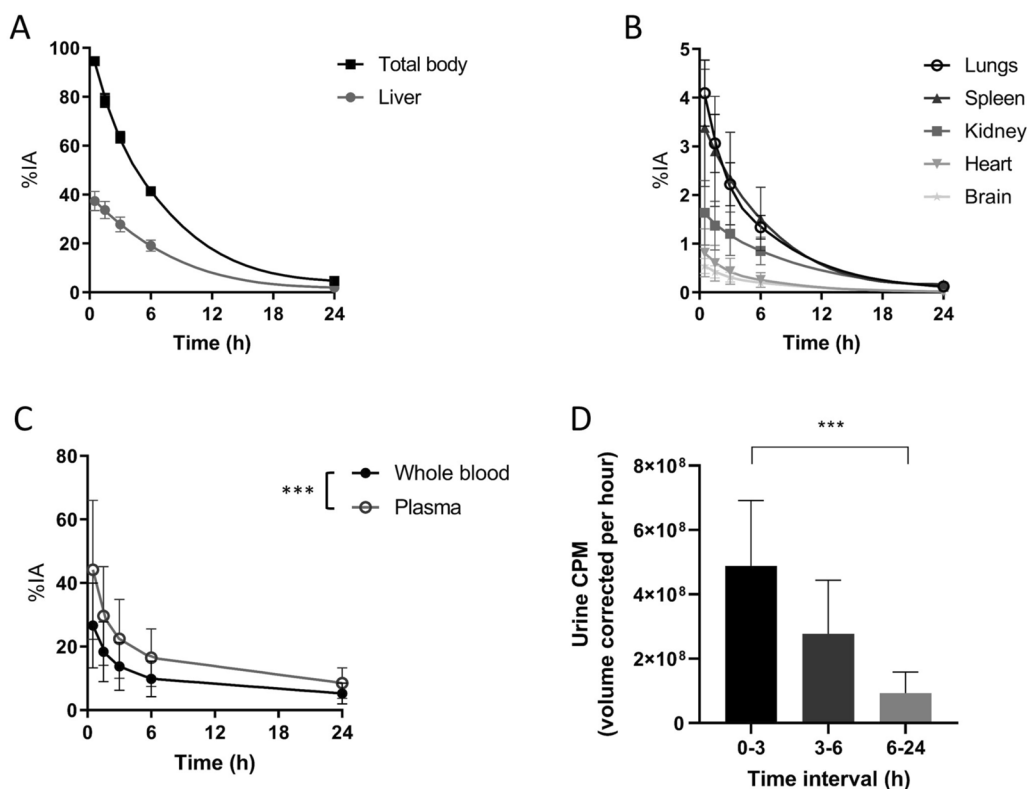 A
100
80
60
40
20
0
%IA
0 6 12 18 24
Time (h)
Total body
Liver
B
5
4
3
2
1
0
%IA
0 6 12 18 24
Time (h)
Lungs
Spleen
Kidney
Heart
Brain
C
80
60
40
20
0
%IA
0 6 12 18 24
Time (h)
***
Whole blood
Plasma
D
***
8×10⁸
6×10⁸
4×10⁸
2×10⁸
0
Urine CPM
(volume corrected per hour)
0-3 3-6 6-24
Time interval (h)